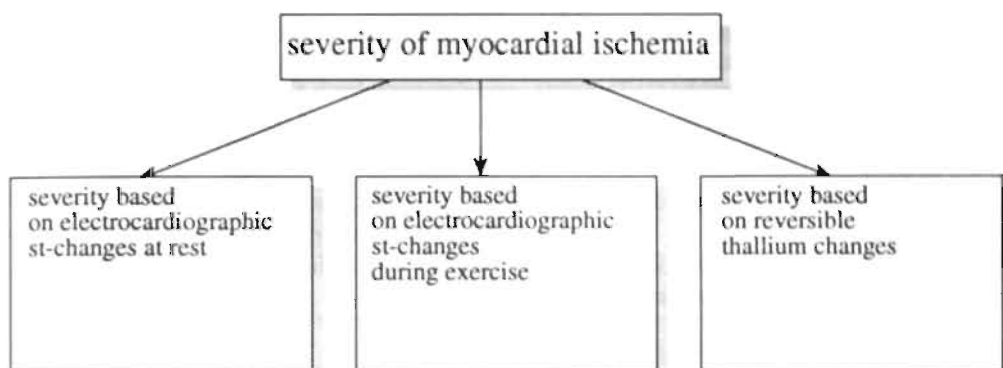 severity of myocardial ischemia
severity based
on electrocardiographic
st-changes at rest
severity based
on electrocardiographic
st-changes
during exercise
severity based
on reversible
thallium changes